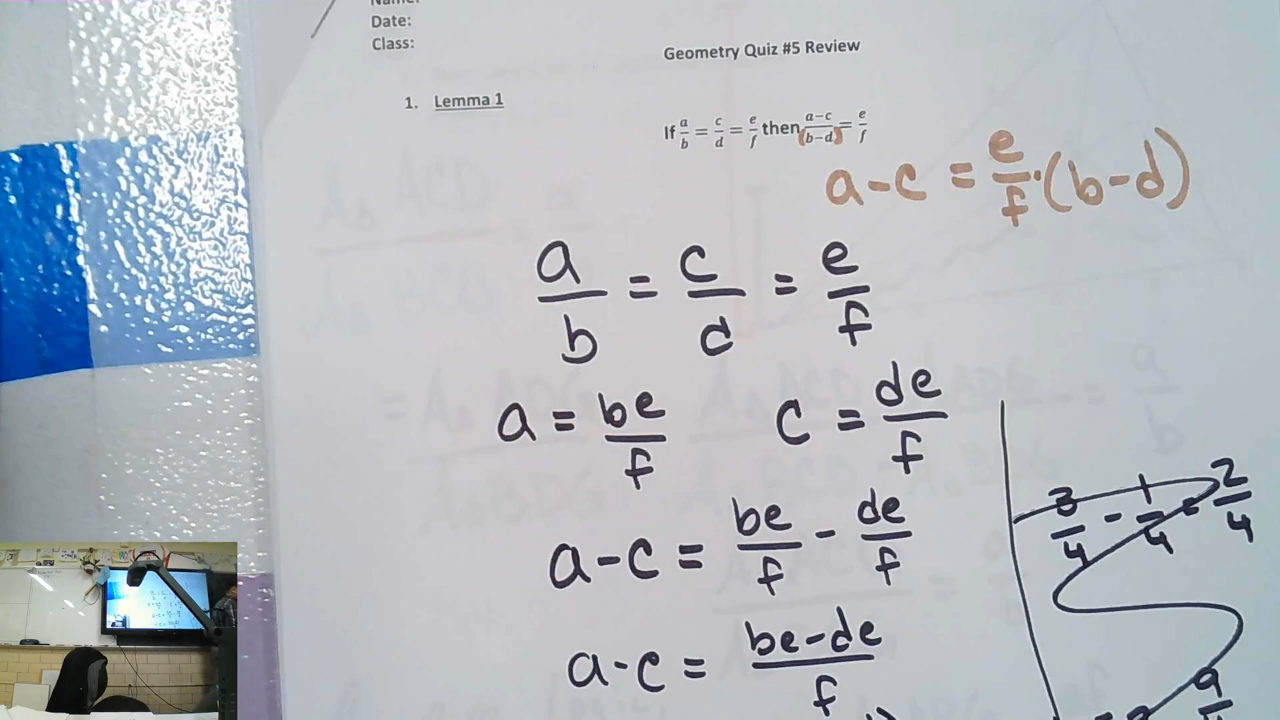 Name:
Date:
Class:
Geometry Quiz #5 Review
1. Lemma 1
If a/b = c/d = e/f then (a-c)/(b-d) = e/f
a-c = e/f · (b-d)
a/b = c/d = e/f
a = be/f c = de/f
a-c = be/f - de/f
3/4 - 1/4 = 2/4
a-c = be-de/f